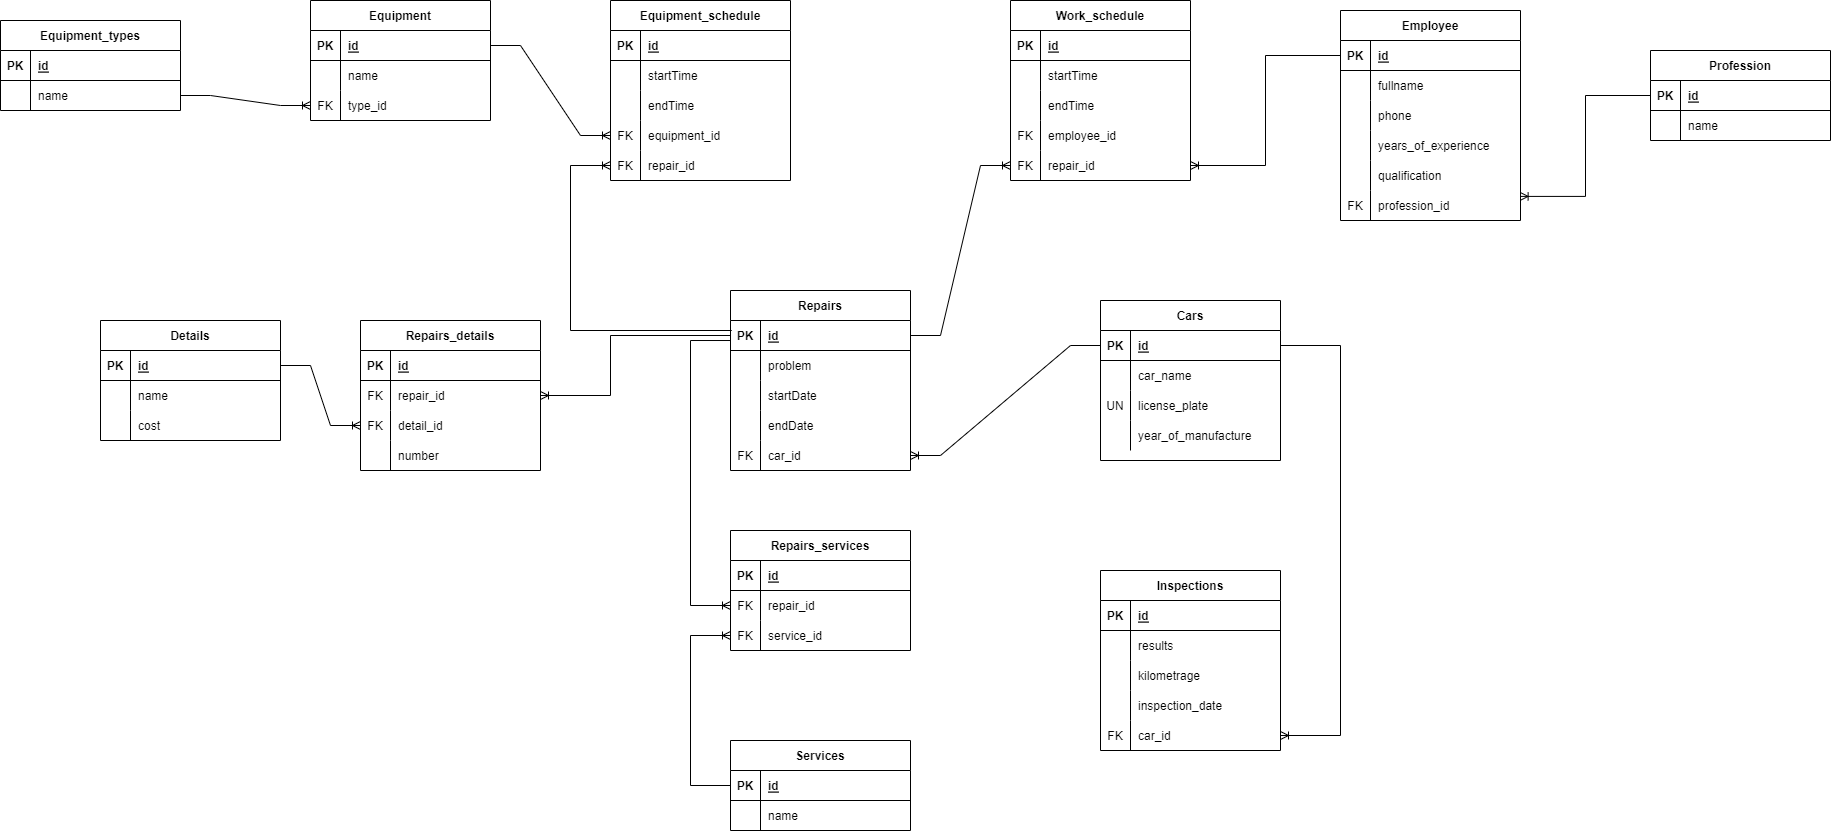 Equipment_types
PK id
name
Equipment
PK id
name
FK type_id
Equipment_schedule
PK id
startTime
endTime
FK equipment_id
FK repair_id
Work_schedule
PK id
startTime
endTime
FK employee_id
FK repair_id
Employee
PK id
fullname
phone
years_of_experience
qualification
FK profession_id
Profession
PK id
name
Details
PK id
name
cost
Repairs_details
PK id
FK repair_id
FK detail_id
number
Repairs
PK id
problem
startDate
endDate
FK car_id
Cars
PK id
car_name
UN license_plate
year_of_manufacture
Repairs_services
PK id
FK repair_id
FK service_id
Inspections
PK id
results
kilometrage
inspection_date
FK car_id
Services
PK id
name